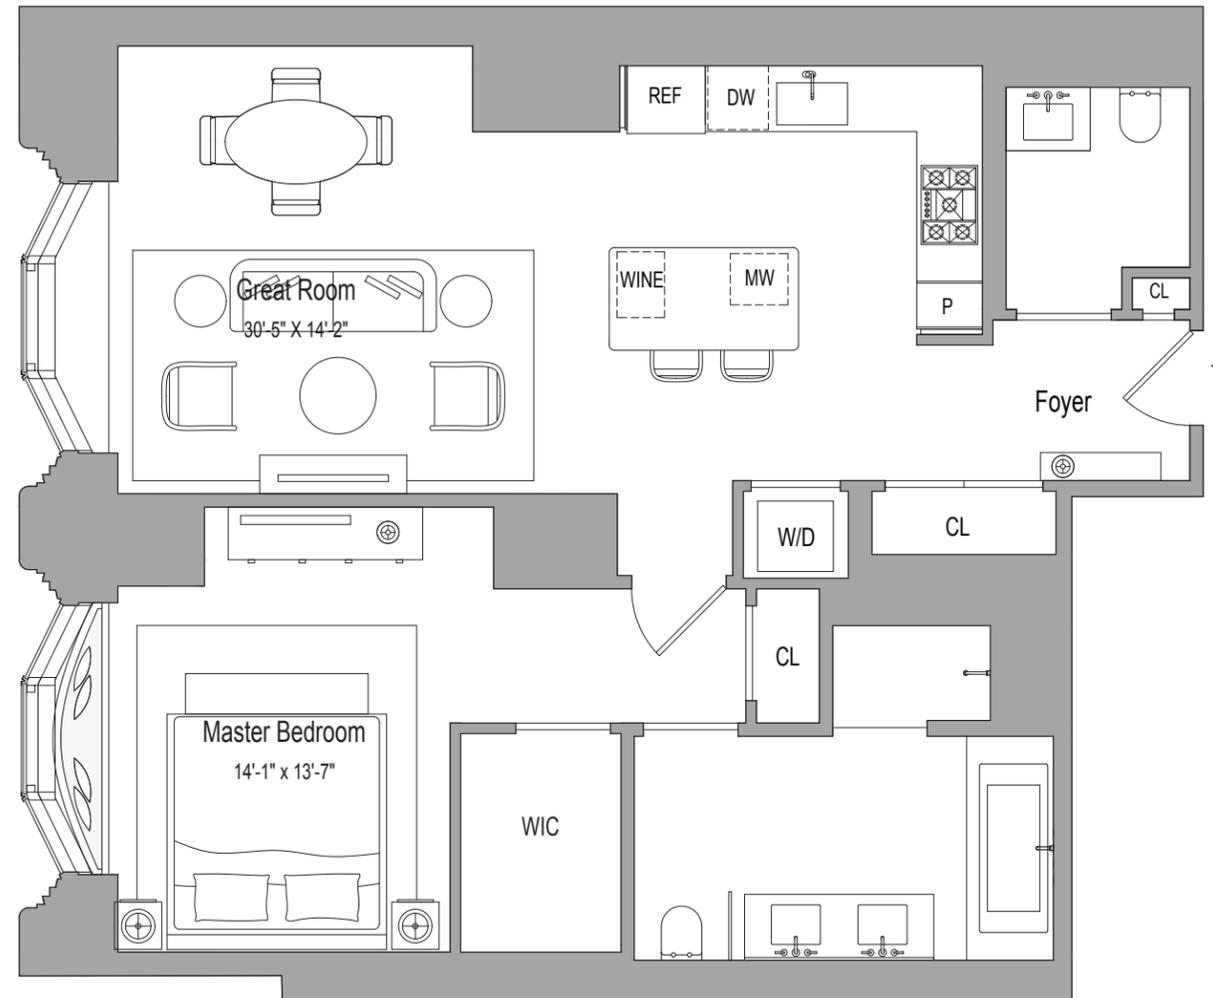 REF
DW
WINE
MW
Great Room
30'-5" X 14'-2"
CL
P
Foyer
W/D
CL
CL
Master Bedroom
14'-1" x 13'-7"
WIC